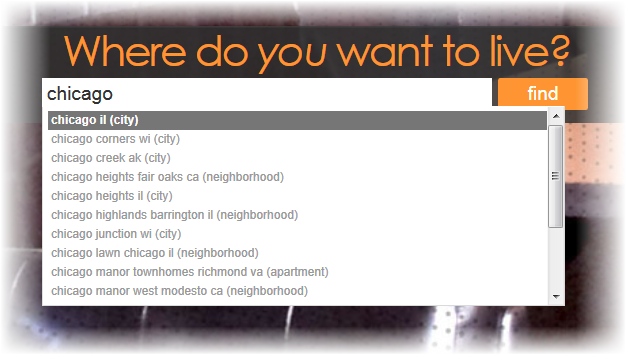 Where do you want to live?
chicago
find
chicago il (city)
chicago corners wi (city)
chicago creek ak (city)
chicago heights fair oaks ca (neighborhood)
chicago heights il (city)
chicago highlands barrington il (neighborhood)
chicago junction wi (city)
chicago lawn chicago il (neighborhood)
chicago manor townhomes richmond va (apartment)
chicago manor west modesto ca (neighborhood)